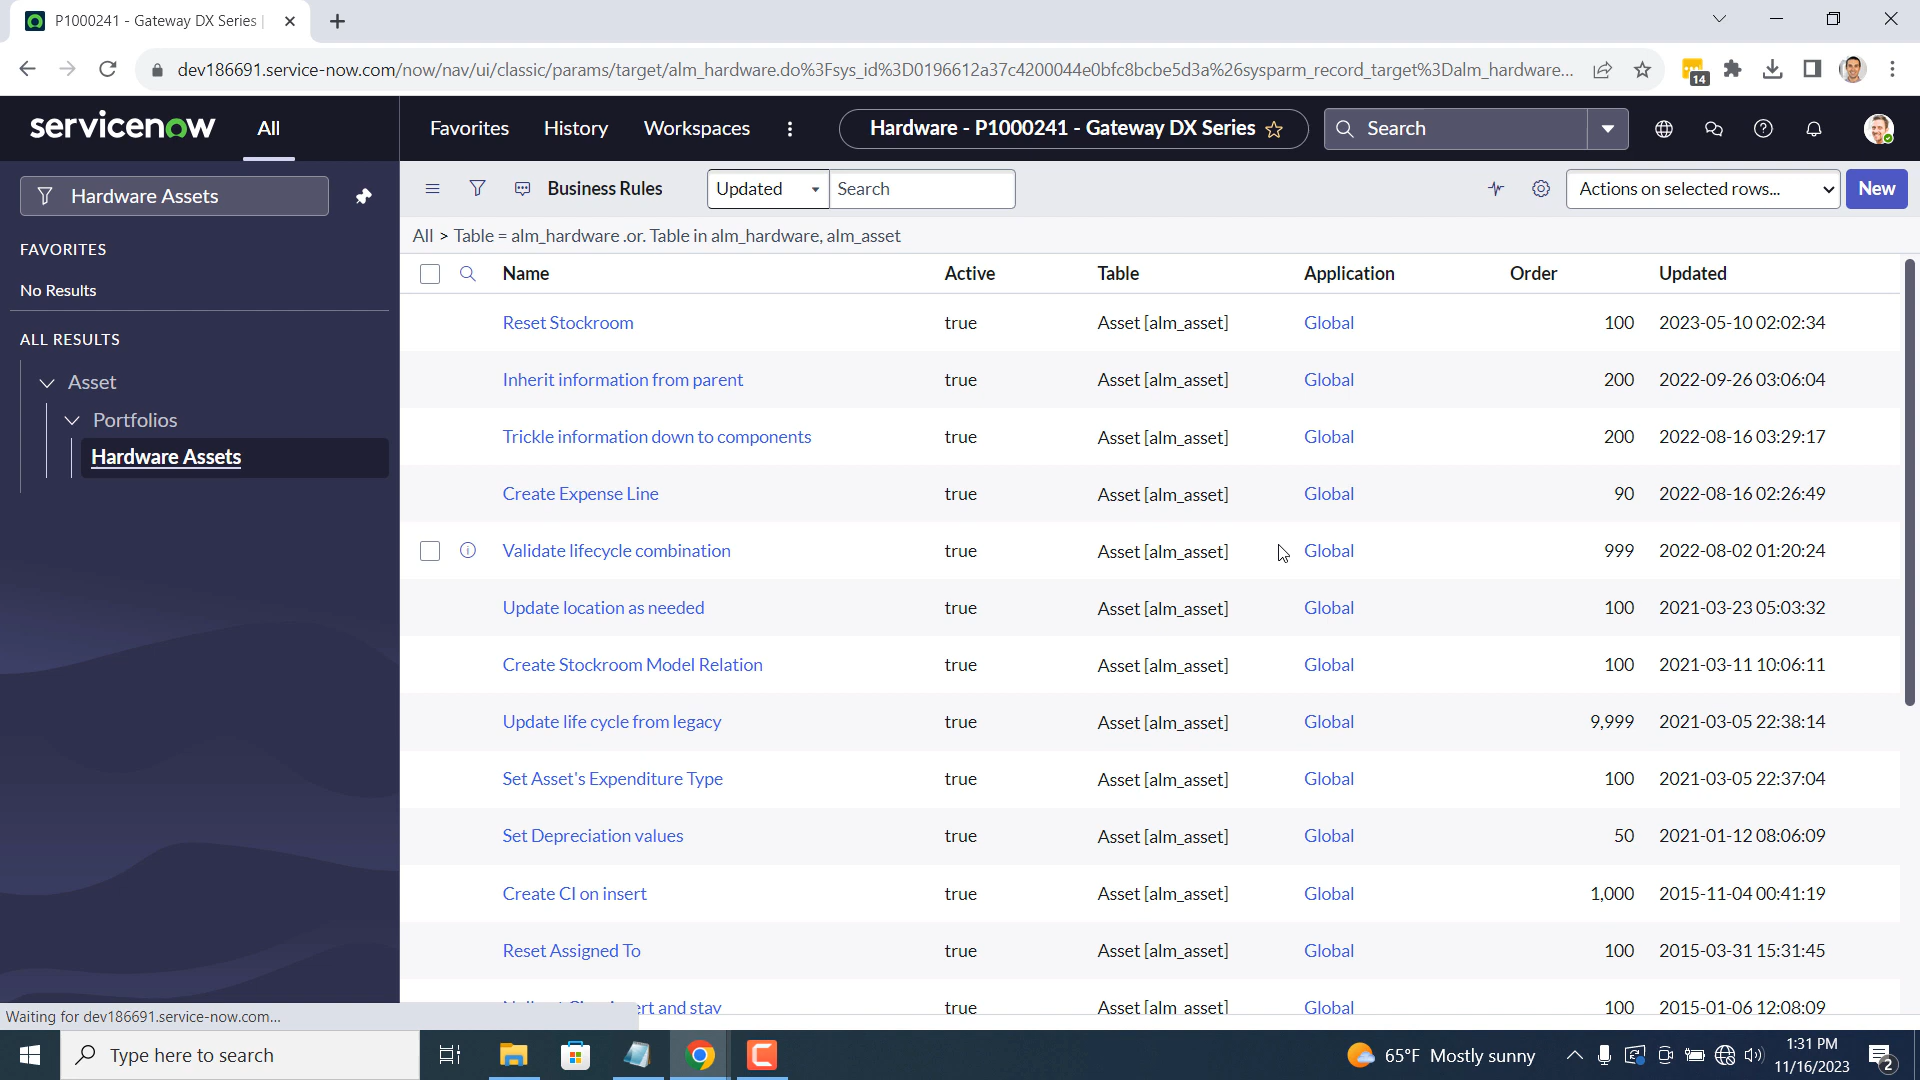 P1000241 - Gateway DX Series |
dev186691.service-now.com/now/nav/ui/classic/params/target/alm_hardware.do%3Fsys_id%3D0196612a37c4200044e0bfc8bcbe5d3a%26sysparm_record_target%3Dalm_hardware...
14
servicenow
All
Favorites
History
Workspaces
Hardware - P1000241 - Gateway DX Series
Search
Hardware Assets
FAVORITES
No Results
ALL RESULTS
Asset
Portfolios
Hardware Assets
Business Rules
Updated
Search
Actions on selected rows...
New
All > Table = alm_hardware .or. Table in alm_hardware, alm_asset
Name Active Table Application Order Updated
Reset Stockroom true Asset [alm_asset] Global 100 2023-05-10 02:02:34
Inherit information from parent true Asset [alm_asset] Global 200 2022-09-26 03:06:04
Trickle information down to components true Asset [alm_asset] Global 200 2022-08-16 03:29:17
Create Expense Line true Asset [alm_asset] Global 90 2022-08-16 02:26:49
Validate lifecycle combination true Asset [alm_asset] Global 999 2022-08-02 01:20:24
Update location as needed true Asset [alm_asset] Global 100 2021-03-23 05:03:32
Create Stockroom Model Relation true Asset [alm_asset] Global 100 2021-03-11 10:06:11
Update life cycle from legacy true Asset [alm_asset] Global 9,999 2021-03-05 22:38:14
Set Asset's Expenditure Type true Asset [alm_asset] Global 100 2021-03-05 22:37:04
Set Depreciation values true Asset [alm_asset] Global 50 2021-01-12 08:06:09
Create CI on insert true Asset [alm_asset] Global 1,000 2015-11-04 00:41:19
Reset Assigned To true Asset [alm_asset] Global 100 2015-03-31 15:31:45
and stay true Asset [alm_asset] Global 100 2015-01-06 12:08:09
Waiting for dev186691.service-now.com...
Type here to search
65°F Mostly sunny
1:31 PM
11/16/2023
2